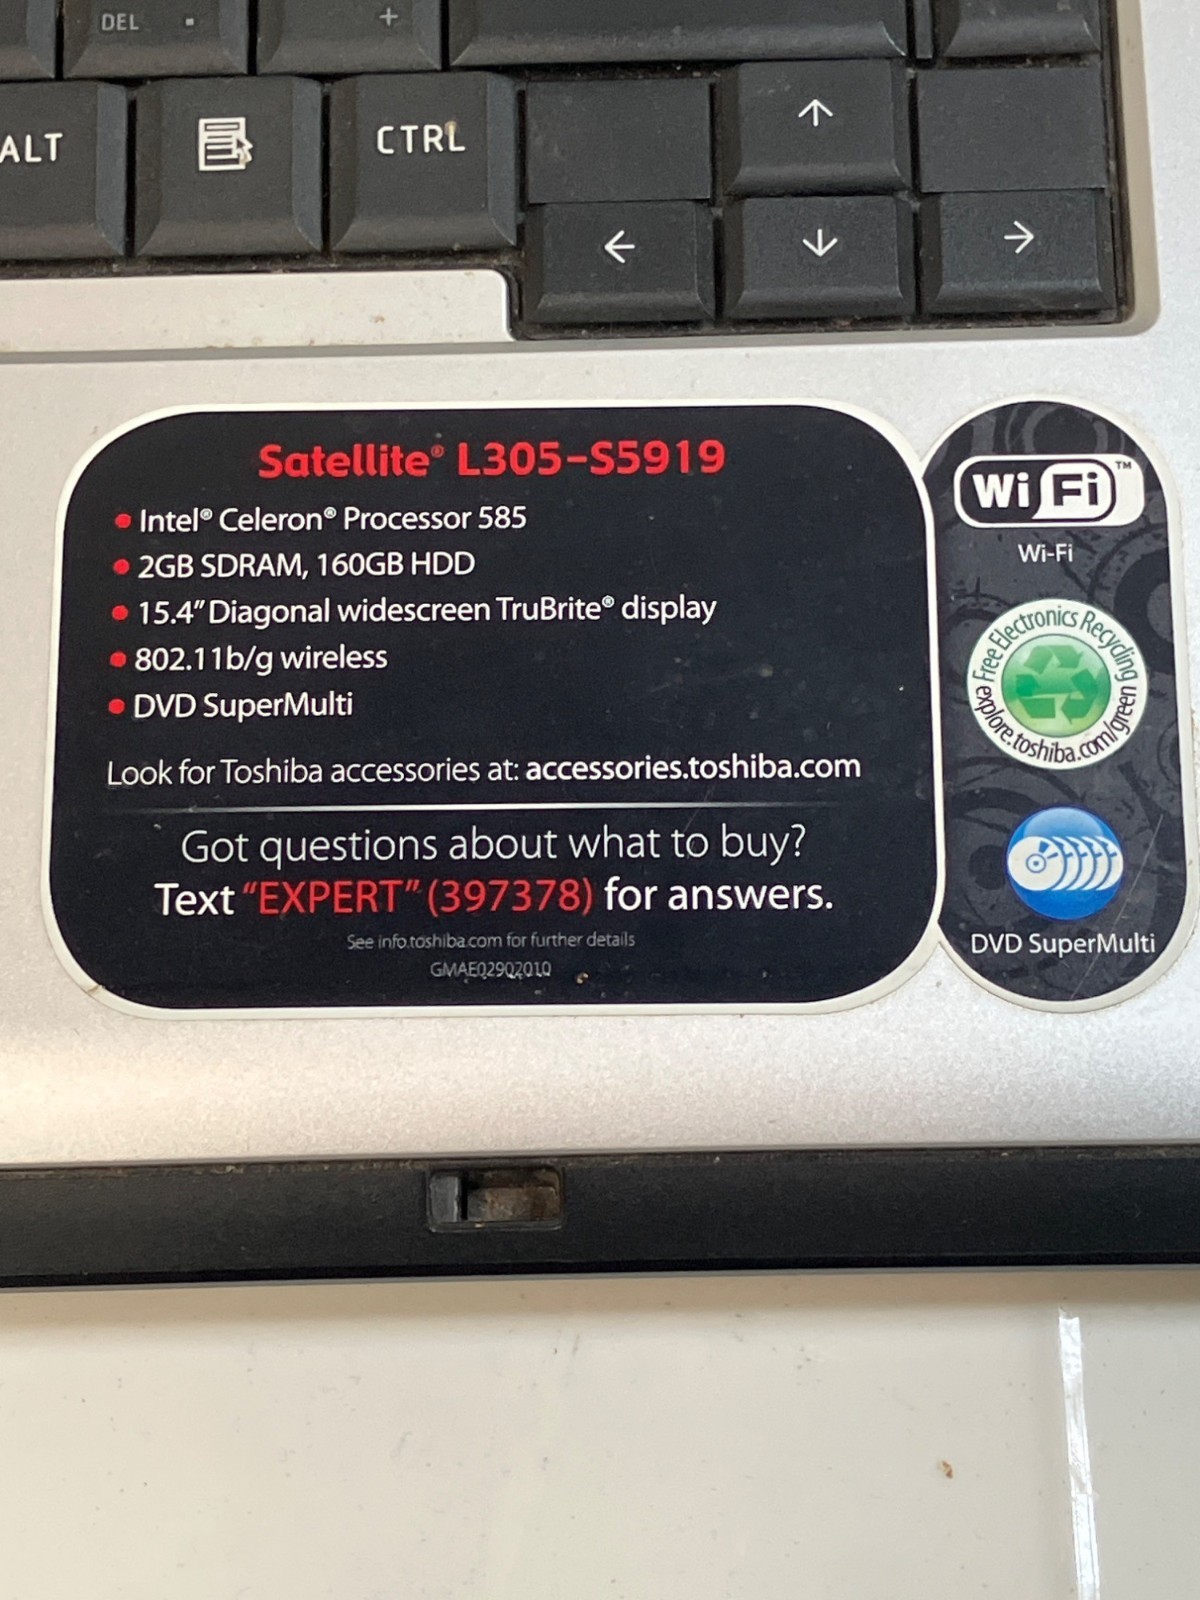 DEL .
+
ALT
CTRL
↑
← ↓ →
Satellite® L305-S5919
• Intel® Celeron® Processor 585
• 2GB SDRAM, 160GB HDD
• 15.4" Diagonal widescreen TruBrite® display
• 802.11b/g wireless
• DVD SuperMulti
Look for Toshiba accessories at: accessories.toshiba.com
Got questions about what to buy?
Text "EXPERT" (397378) for answers.
See info.toshiba.com for further details
GMAE02902010
Wi Fi™
Wi-Fi
Free Electronics Recycling
explore.toshiba.com/green
DVD SuperMulti